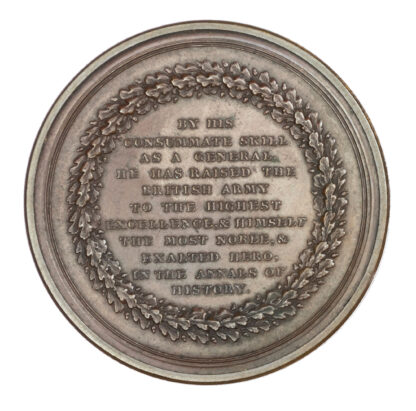 BY HIS
CONSUMMATE SKILL
AS A GENERAL,
HE HAS RAISED THE
BRITISH ARMY
TO THE HIGHEST
EXCELLENCE, & HIMSELF
THE MOST NOBLE, &
EXALTED HERO,
IN THE ANNALS OF
HISTORY.